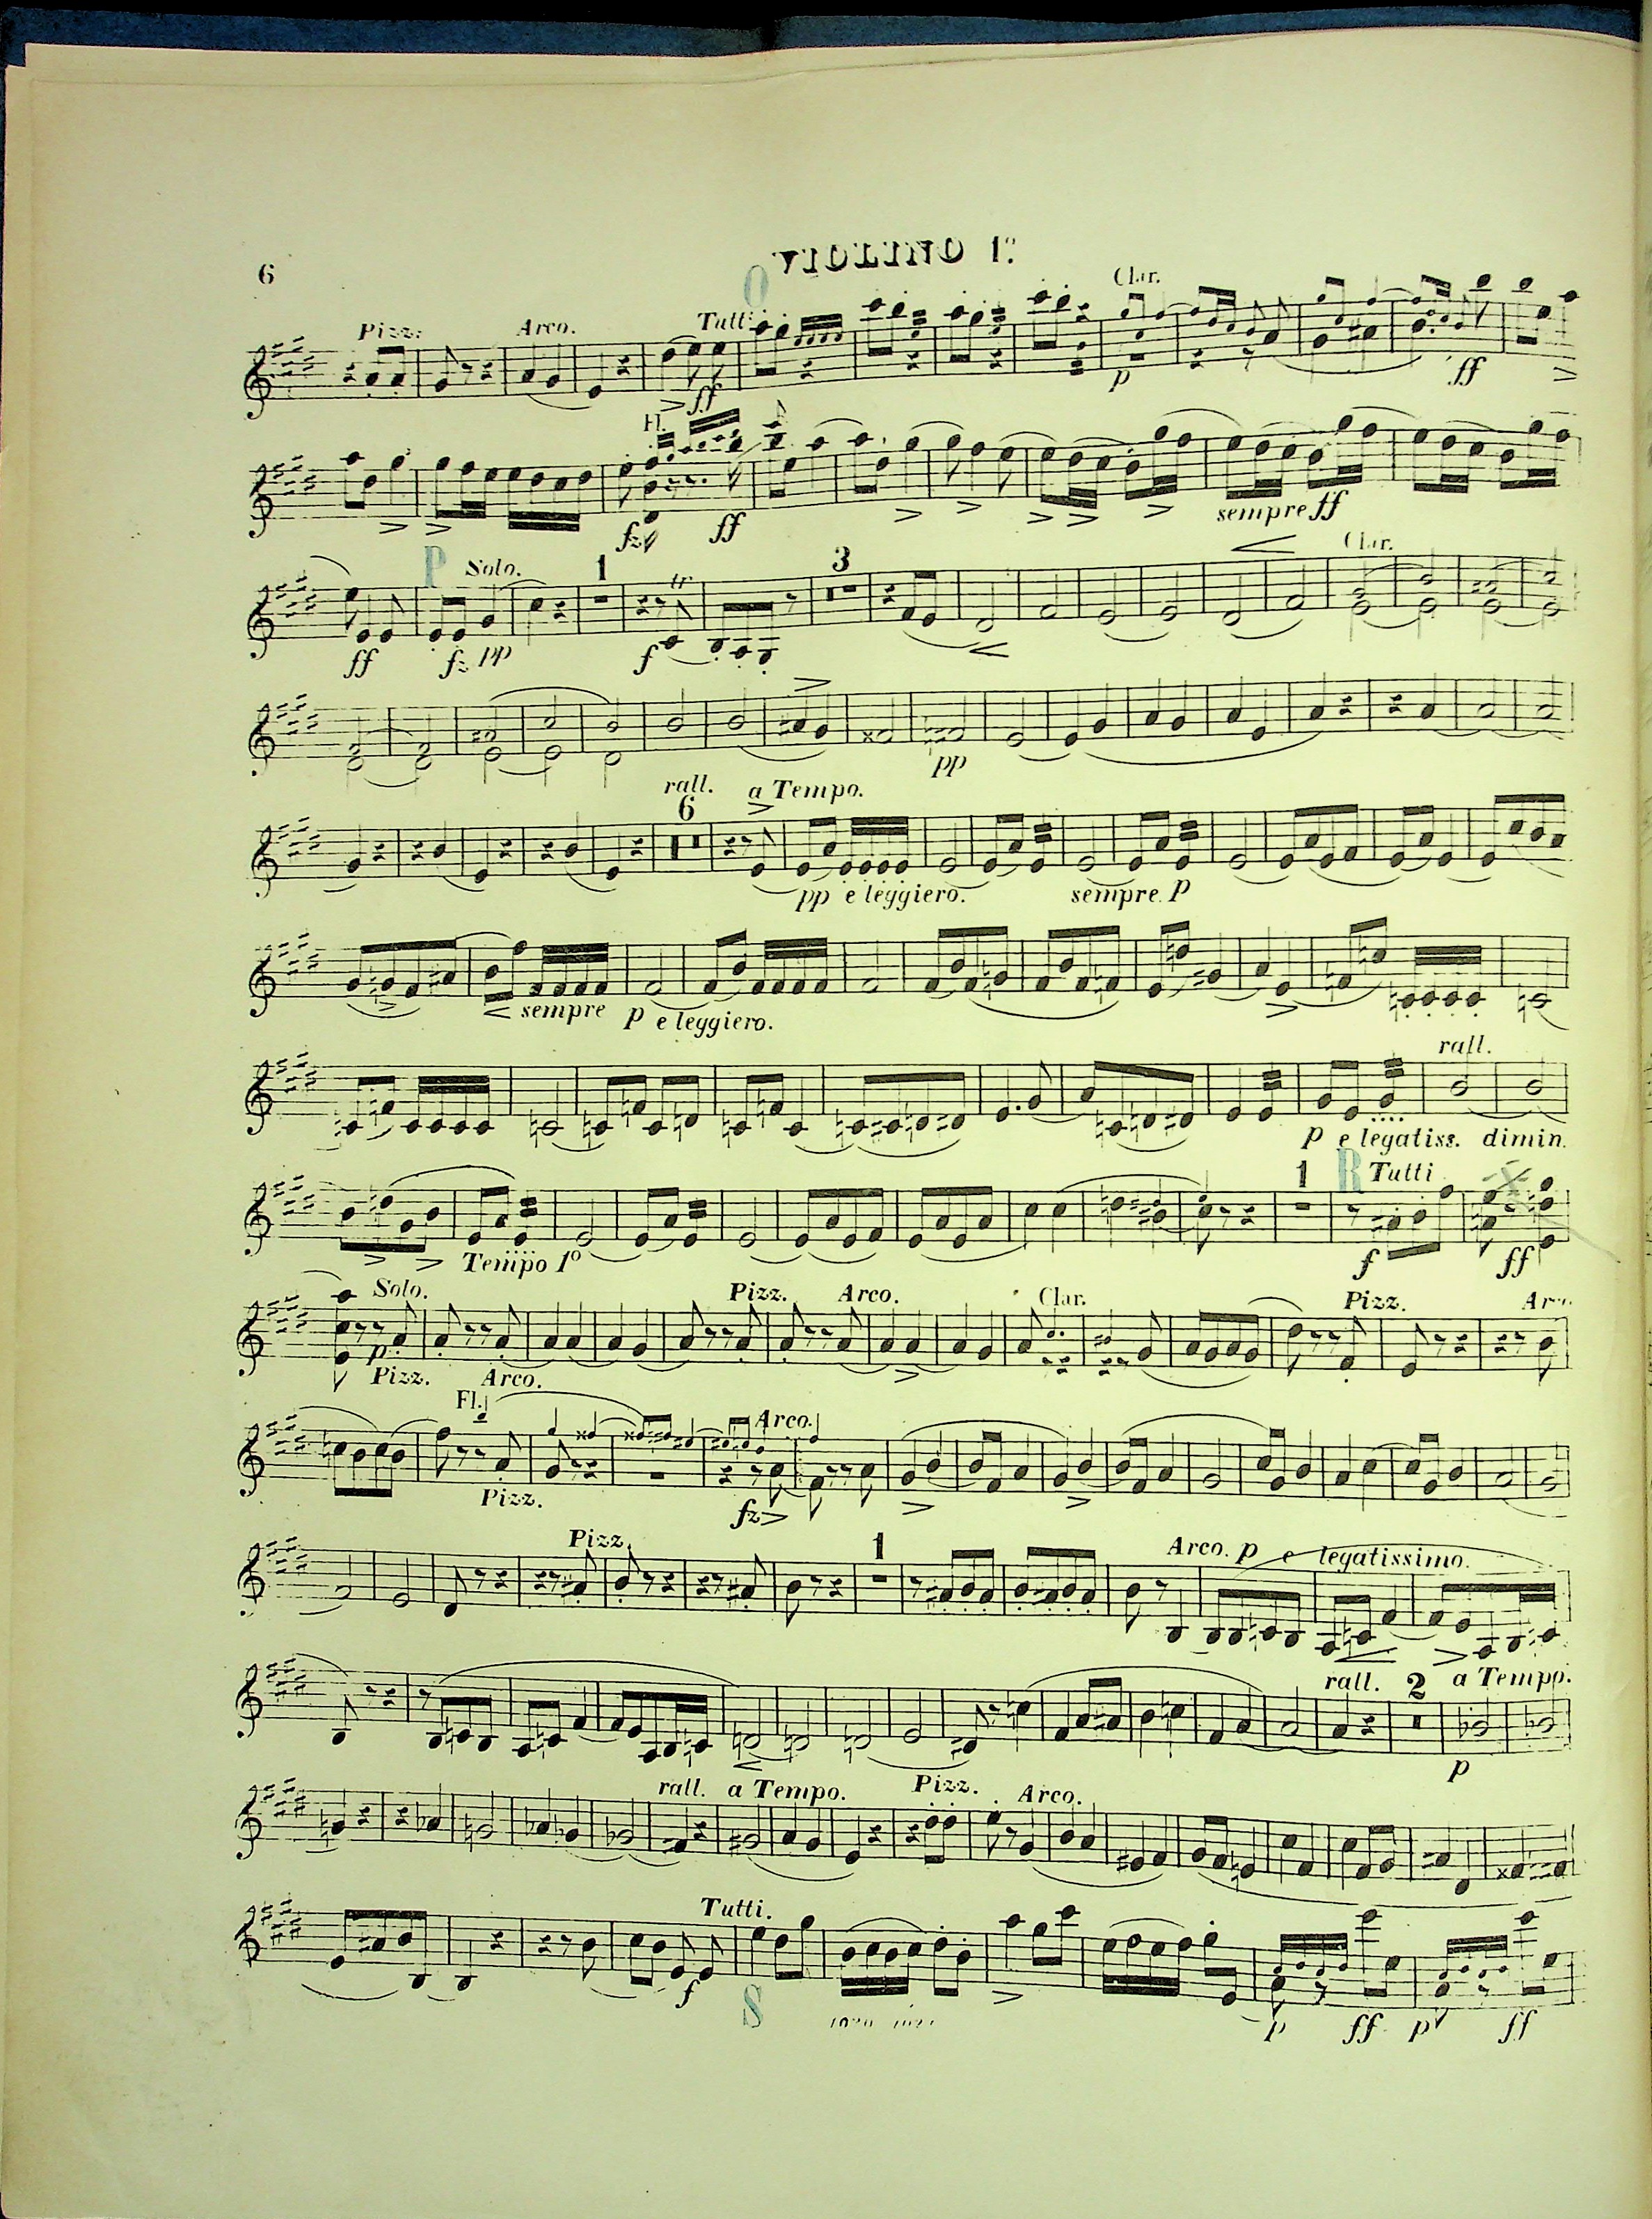 VIOLINO 1º
6
O
Clar.
Pizz. Arco. Tutti
p ff
ff
Fl.
fz ff sempre ff
P Solo. 1 tr 3 Clar.
ff fz pp f
pp
rall. a Tempo.
6
pp e leggiero. sempre p
sempre p e leggiero.
rall.
p e legatiss. dimin.
1 R Tutti
Tempo 1º f ff
Solo. Pizz. Arco. Clar. Pizz. Arco.
p
Pizz. Arco.
Fl. Arco.
Pizz. fz
Pizz. 1 Arco. p e legatissimo.
rall. 2 a Tempo.
p
rall. a Tempo. Pizz. Arco.
Tutti.
f S p ff p ff